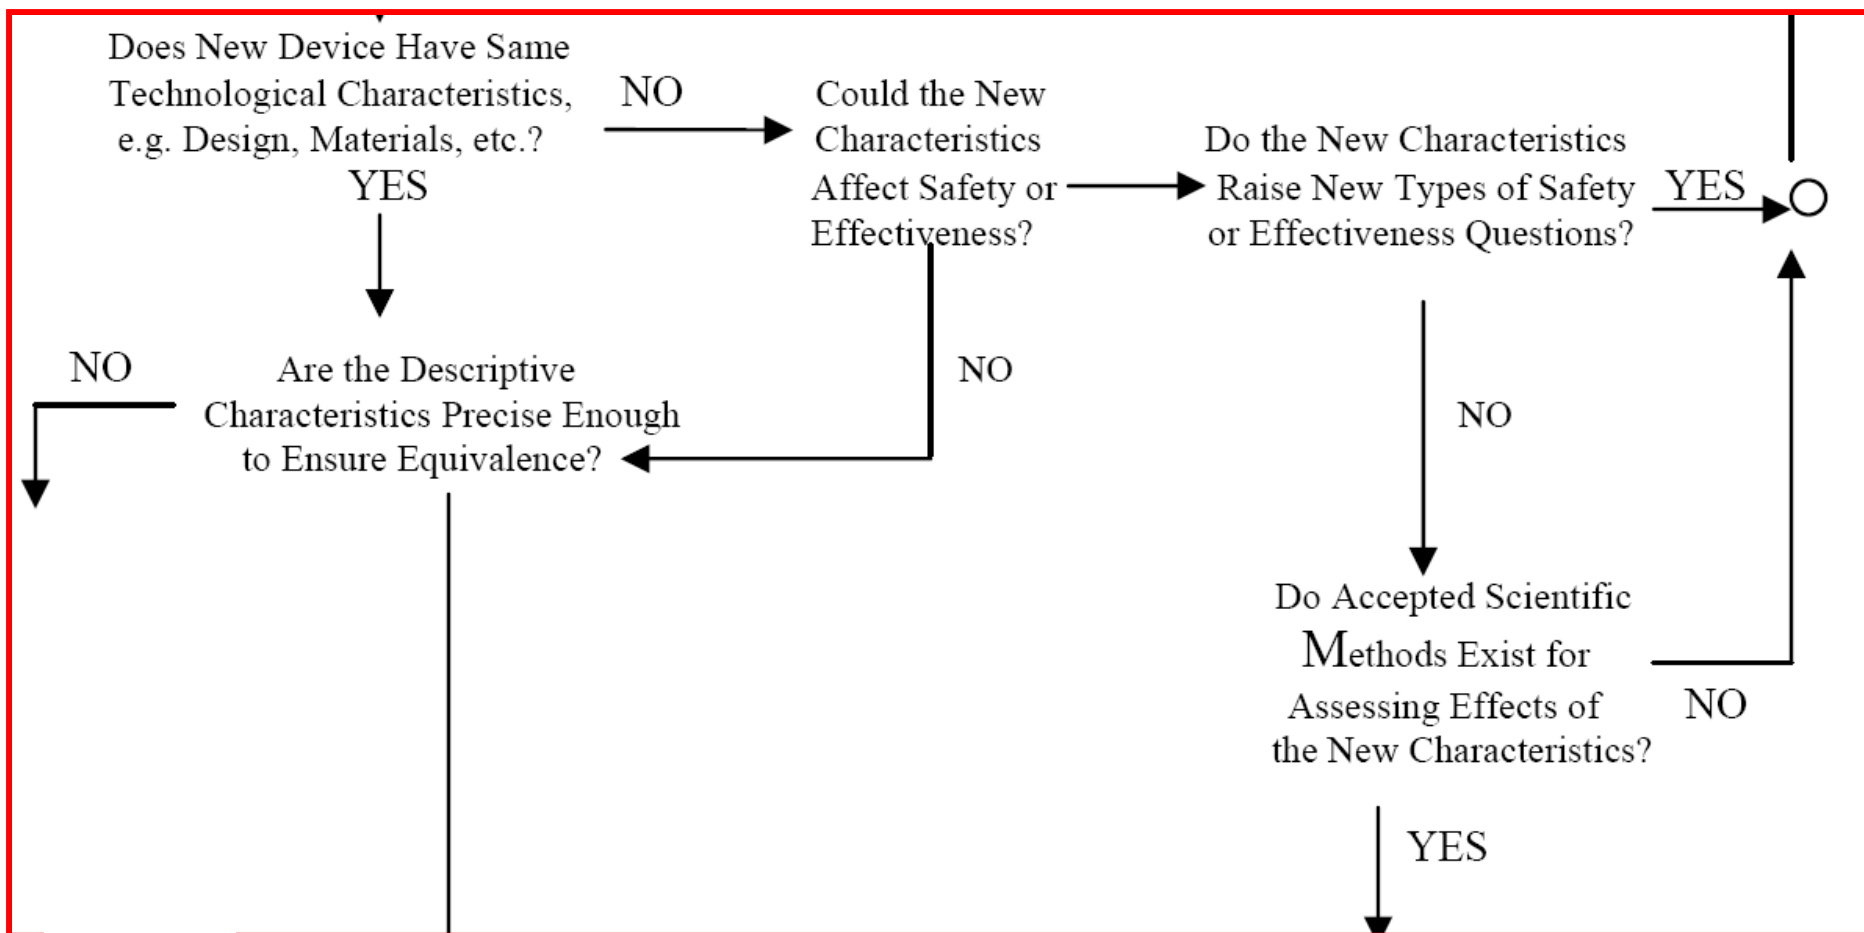 Does New Device Have Same
Technological Characteristics,
e.g. Design, Materials, etc.?
YES
NO
Could the New
Characteristics
Affect Safety or
Effectiveness?
Do the New Characteristics
Raise New Types of Safety
or Effectiveness Questions?
YES
NO
Are the Descriptive
Characteristics Precise Enough
to Ensure Equivalence?
NO
NO
Do Accepted Scientific
Methods Exist for
Assessing Effects of
the New Characteristics?
NO
YES